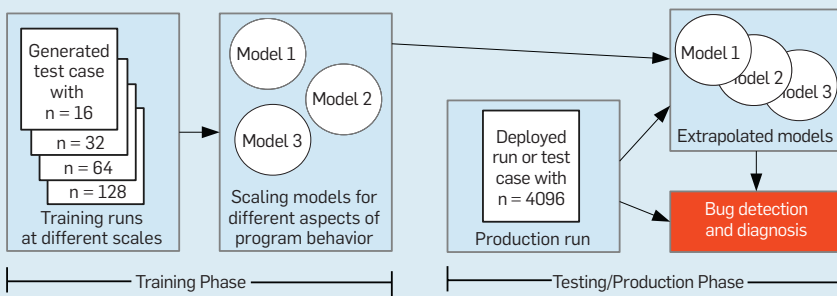 Generated
test case
with
n = 16
n = 32
n = 64
n = 128
Training runs
at different scales
Model 1
Model 2
Model 3
Scaling models for
different aspects of
program behavior
Training Phase
Deployed
run or test
case with
n = 4096
Production run
Model 1
Model 2
Model 3
Extrapolated models
Bug detection
and diagnosis
Testing/Production Phase